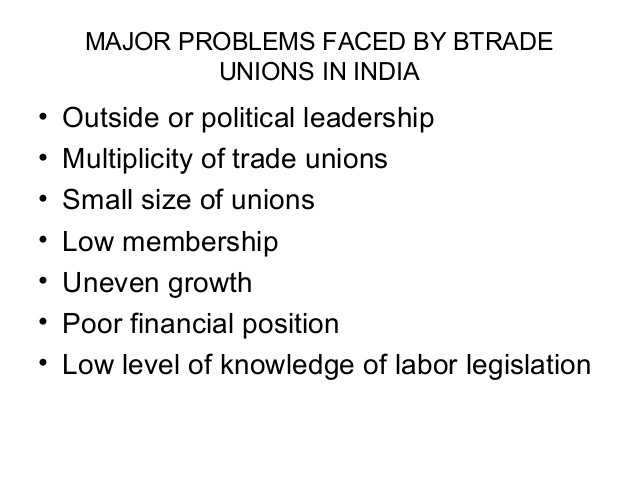 MAJOR PROBLEMS FACED BY BTRADE
UNIONS IN INDIA
• Outside or political leadership
• Multiplicity of trade unions
• Small size of unions
• Low membership
• Uneven growth
• Poor financial position
• Low level of knowledge of labor legislation